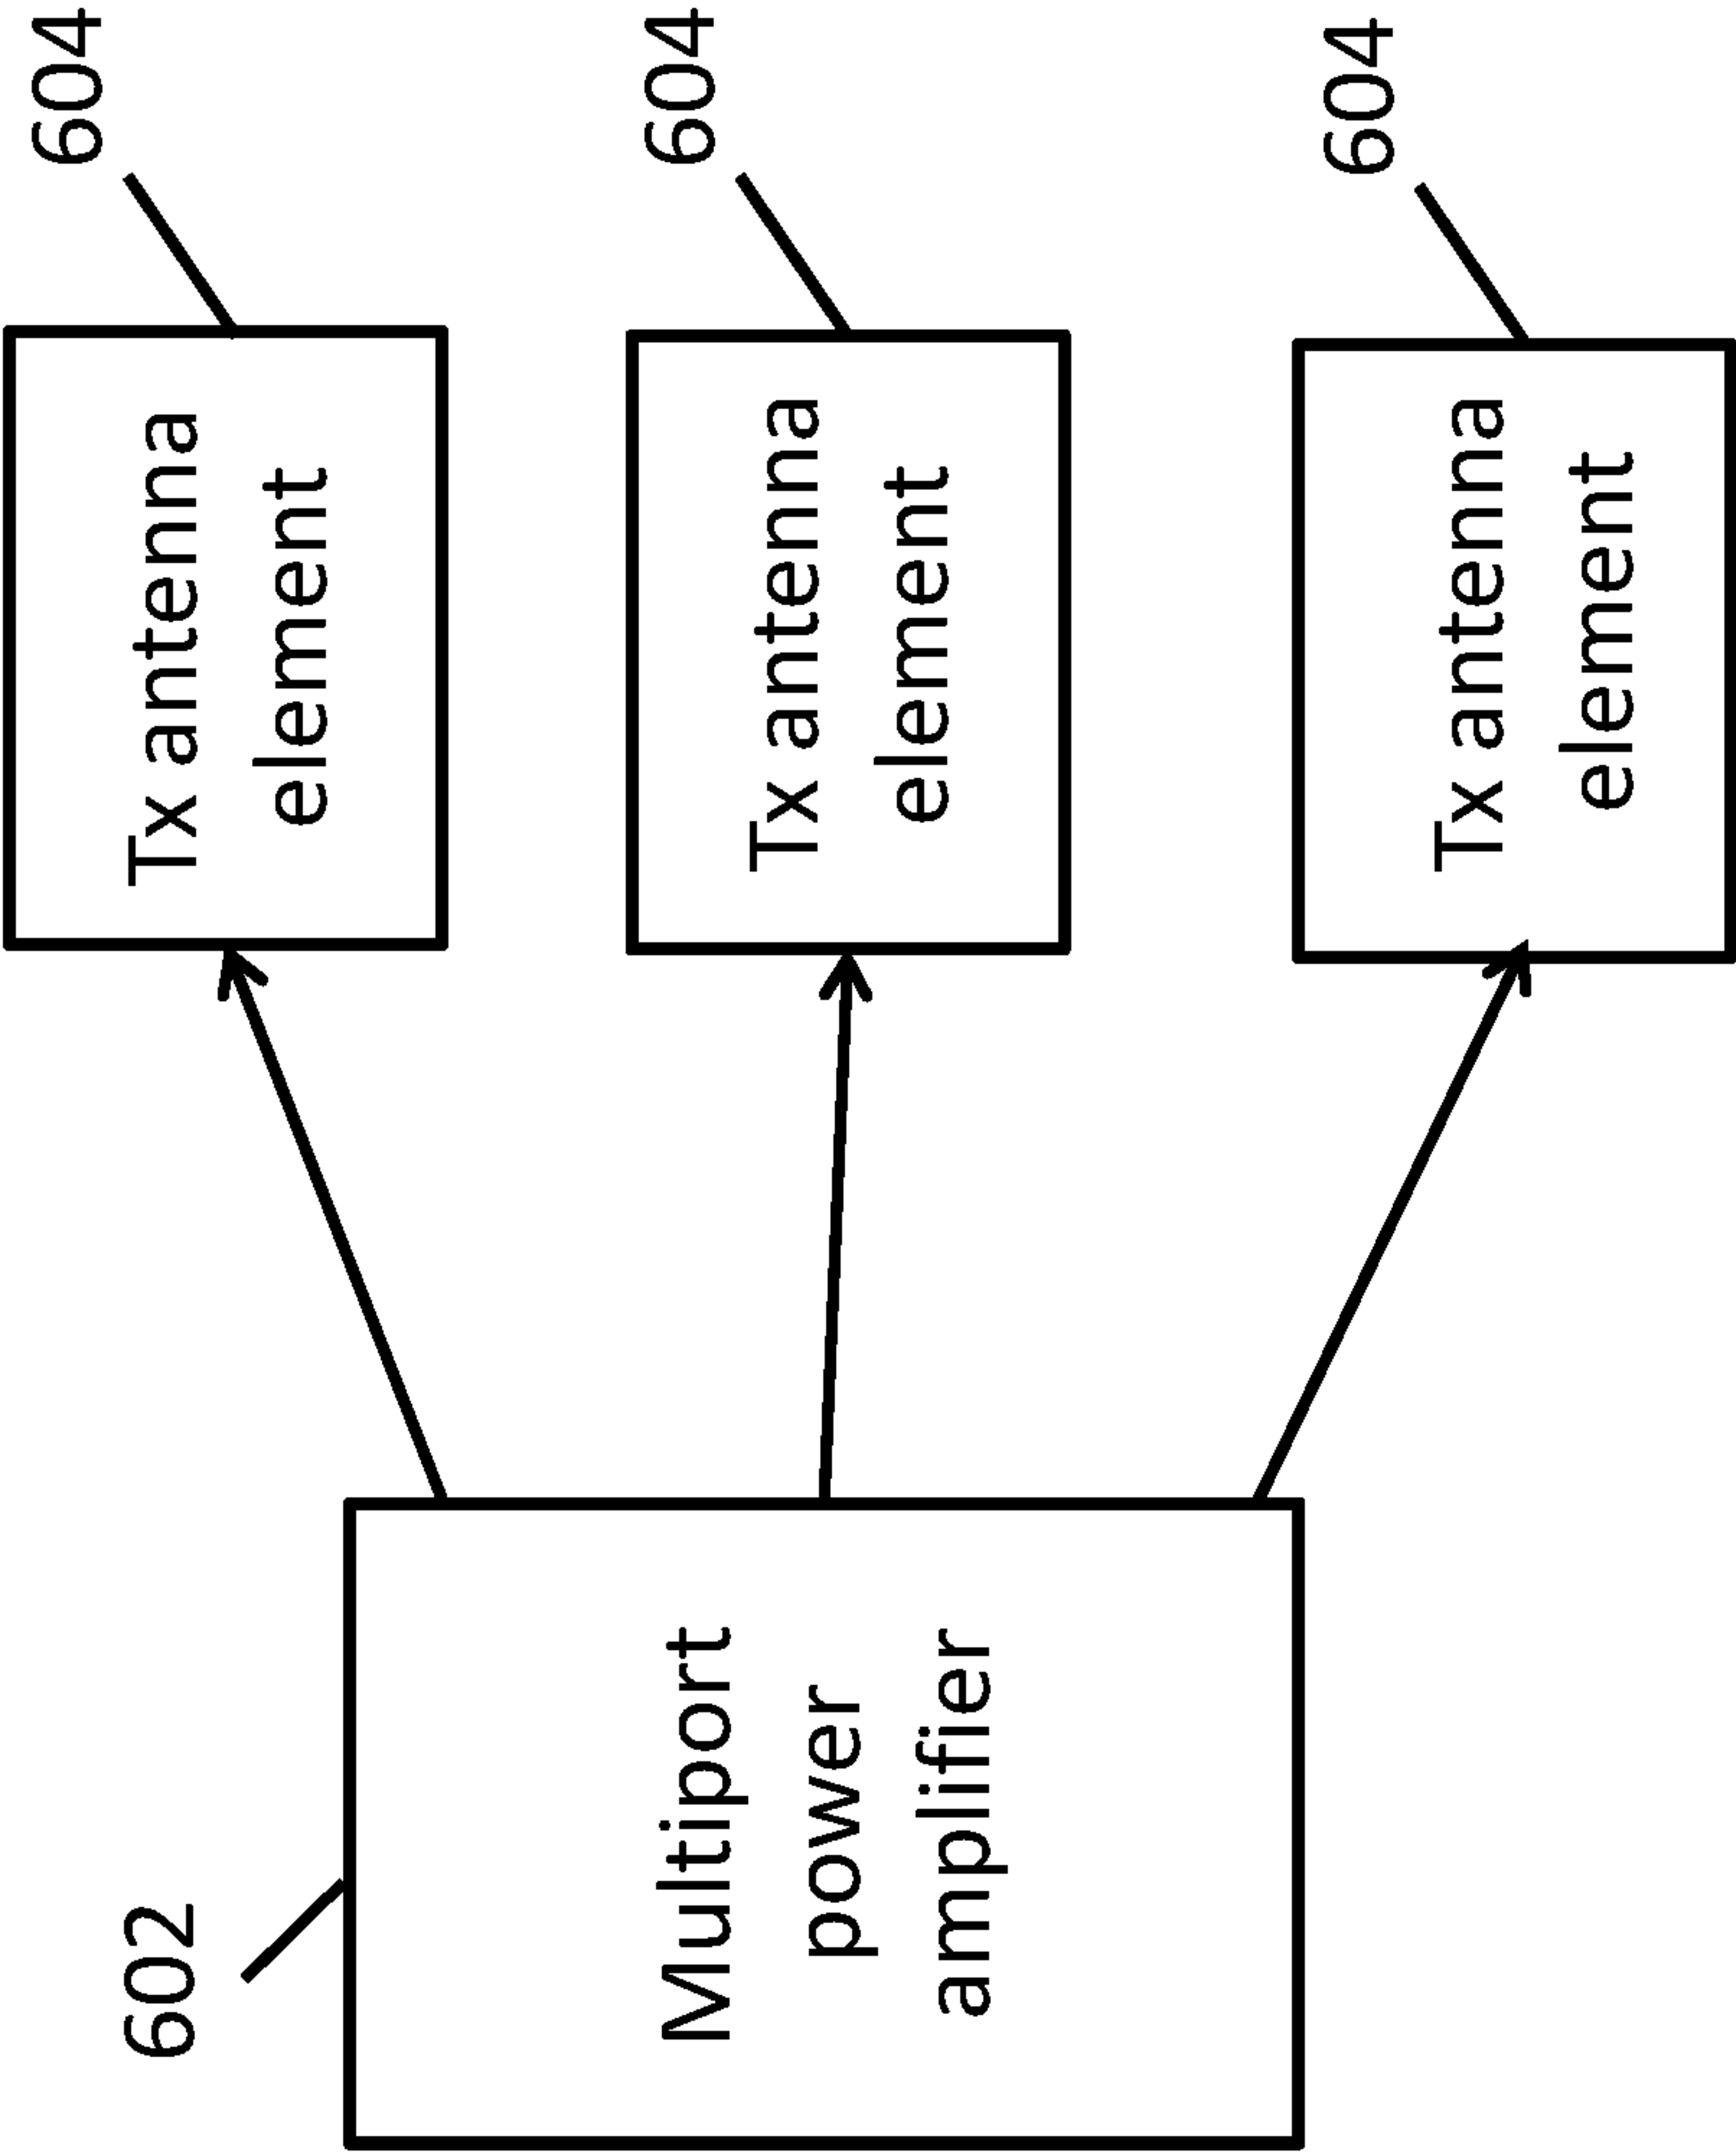 602
Multiport
power
amplifier
604
Tx antenna
element
604
Tx antenna
element
604
Tx antenna
element